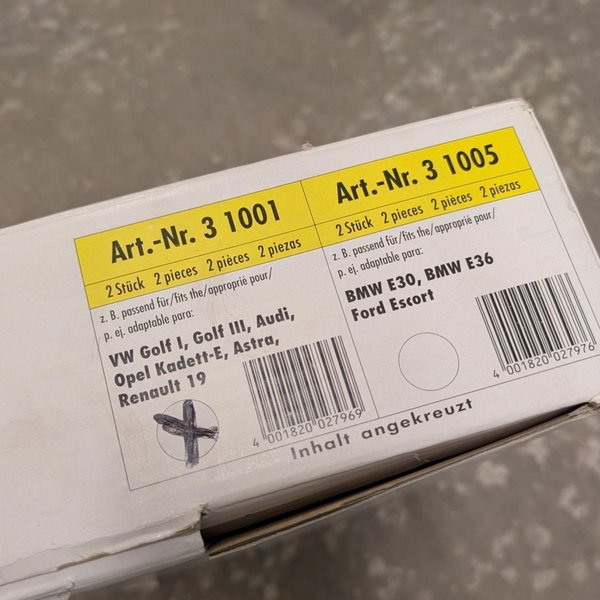 Art.-Nr. 3 1001
2 Stück 2 pieces 2 pièces 2 piezas
z. B. passend für/fits the/approprié pour/
p. ej. adaptable para:
VW Golf I, Golf III, Audi,
Opel Kadett-E, Astra,
Renault 19
4 001820 027969
Art.-Nr. 3 1005
2 Stück 2 pieces 2 pièces 2 piezas
z. B. passend für/fits the/approprié pour/
p. ej. adaptable para:
BMW E30, BMW E36
Ford Escort
4 001820 027976
Inhalt angekreuzt